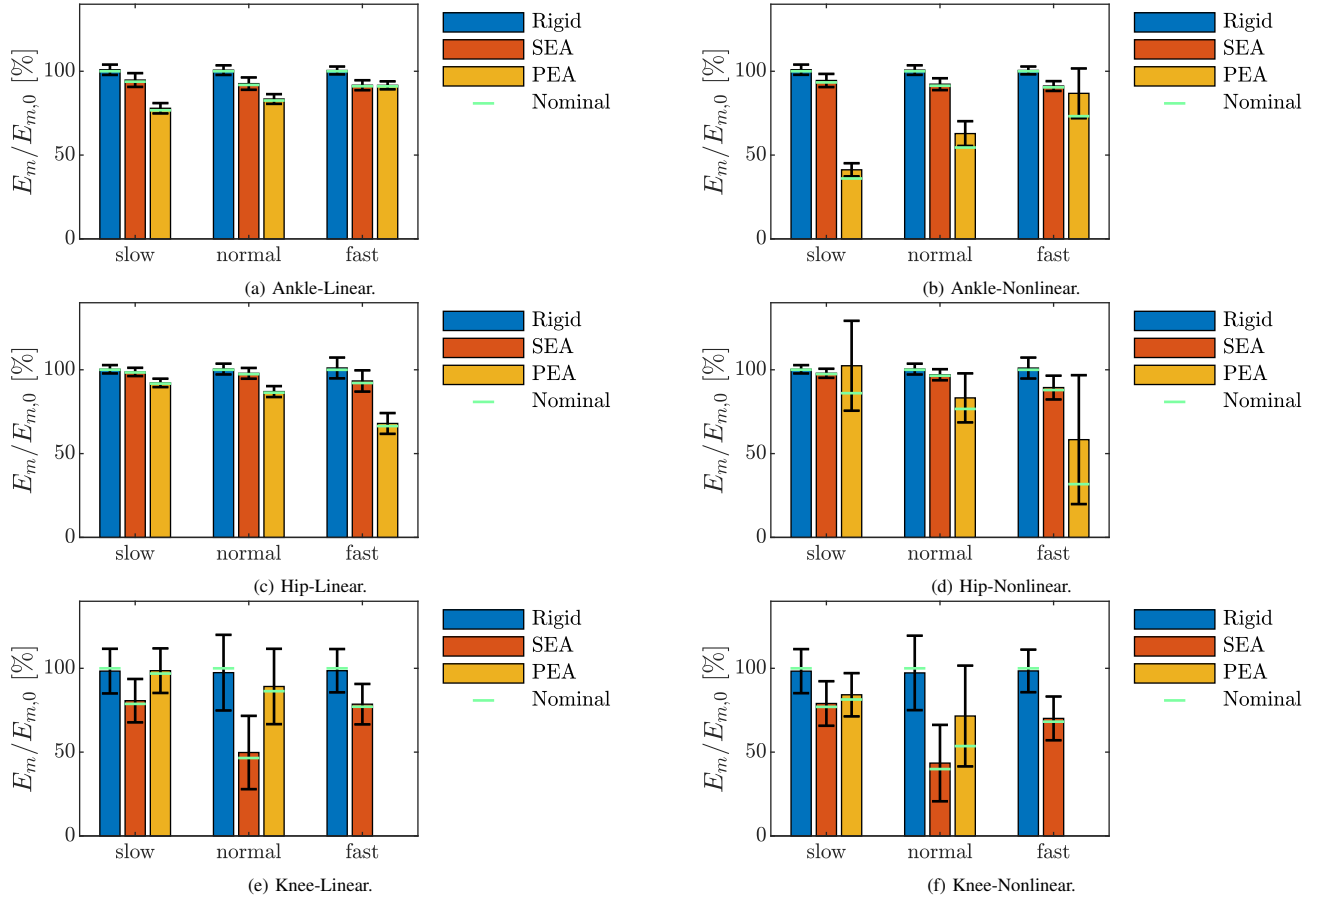 E_m/E_{m,0} [%]
100
50
0
slow normal fast
Rigid
SEA
PEA
Nominal
(a) Ankle-Linear.
E_m/E_{m,0} [%]
100
50
0
slow normal fast
Rigid
SEA
PEA
Nominal
(b) Ankle-Nonlinear.
E_m/E_{m,0} [%]
100
50
0
slow normal fast
Rigid
SEA
PEA
Nominal
(c) Hip-Linear.
E_m/E_{m,0} [%]
100
50
0
slow normal fast
Rigid
SEA
PEA
Nominal
(d) Hip-Nonlinear.
E_m/E_{m,0} [%]
100
50
0
slow normal fast
Rigid
SEA
PEA
Nominal
(e) Knee-Linear.
E_m/E_{m,0} [%]
100
50
0
slow normal fast
Rigid
SEA
PEA
Nominal
(f) Knee-Nonlinear.